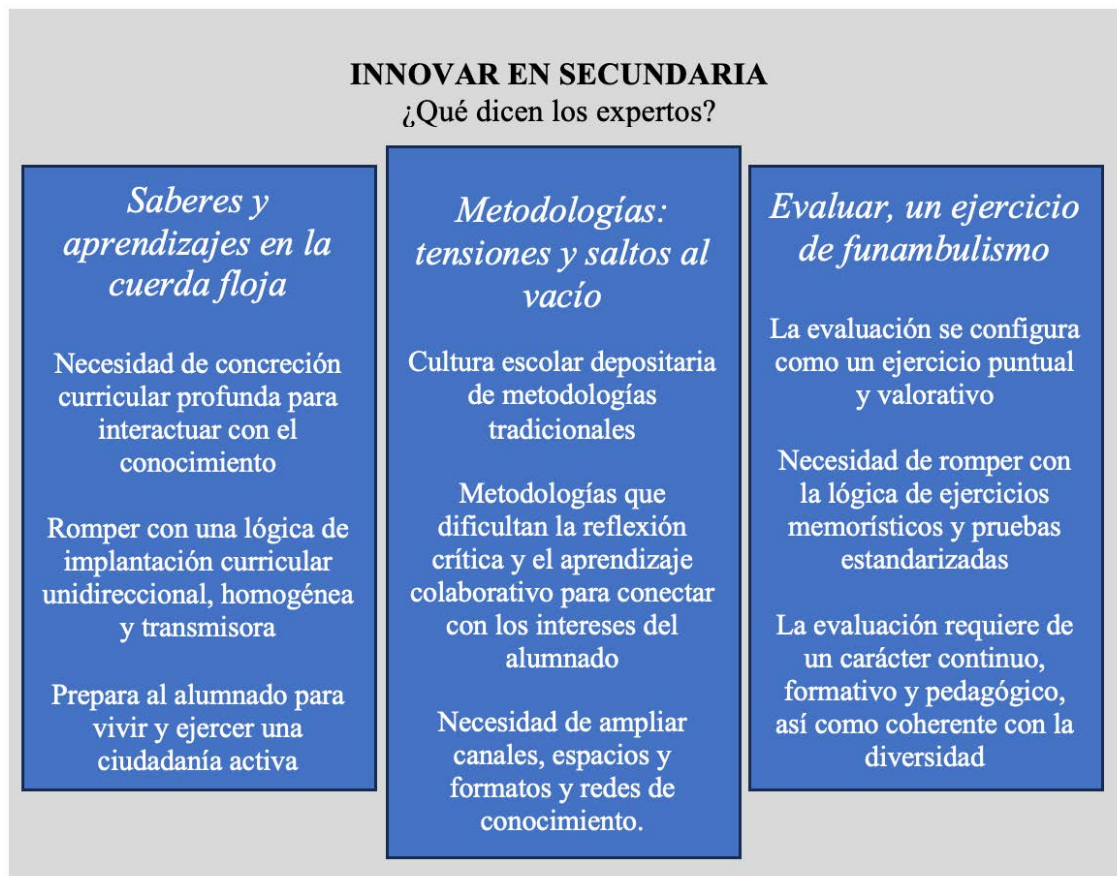 INNOVAR EN SECUNDARIA
¿Qué dicen los expertos?
Saberes y
aprendizajes en la
cuerda floja
Necesidad de concreción
curricular profunda para
interactuar con el
conocimiento
Romper con una lógica de
implantación curricular
unidireccional, homogénea
y transmisora
Prepara al alumnado para
vivir y ejercer una
ciudadanía activa
Metodologías:
tensiones y saltos al
vacío
Cultura escolar depositaria
de metodologías
tradicionales
Metodologías que
dificultan la reflexión
crítica y el aprendizaje
colaborativo para conectar
con los intereses del
alumnado
Necesidad de ampliar
canales, espacios y
formatos y redes de
conocimiento.
Evaluar, un ejercicio
de funambulismo
La evaluación se configura
como un ejercicio puntual
y valorativo
Necesidad de romper con
la lógica de ejercicios
memorísticos y pruebas
estandarizadas
La evaluación requiere de
un carácter continuo,
formativo y pedagógico,
así como coherente con la
diversidad